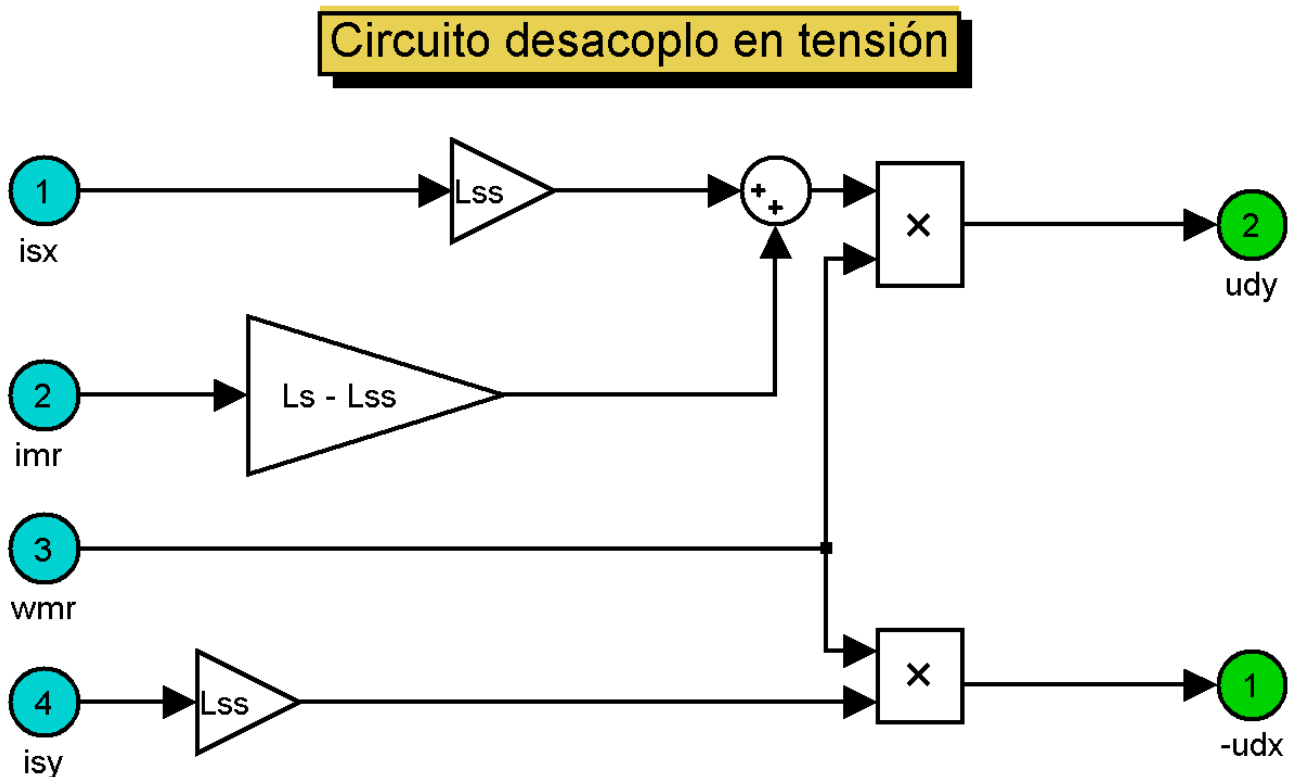 Circuito desacoplo en tensión
1
isx
Lss
+
+
×
2
udy
2
imr
Ls - Lss
3
wmr
4
isy
Lss
×
1
-udx